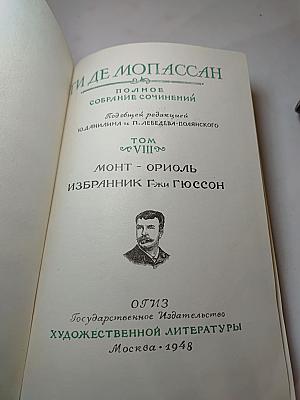 ГИ ДЕ МОПАССАН
ПОЛНОЕ
СОБРАНИЕ СОЧИНЕНИЙ
Под общей редакцией
Ю. ДАНИЛИНА и П. ЛЕБЕДЕВА-ПОЛЯНСКОГО
ТОМ
VIII
МОНТ-ОРИОЛЬ
ИЗБРАННИК Г-жи ГЮССОН
ОГИЗ
Государственное Издательство
ХУДОЖЕСТВЕННОЙ ЛИТЕРАТУРЫ
Москва • 1948